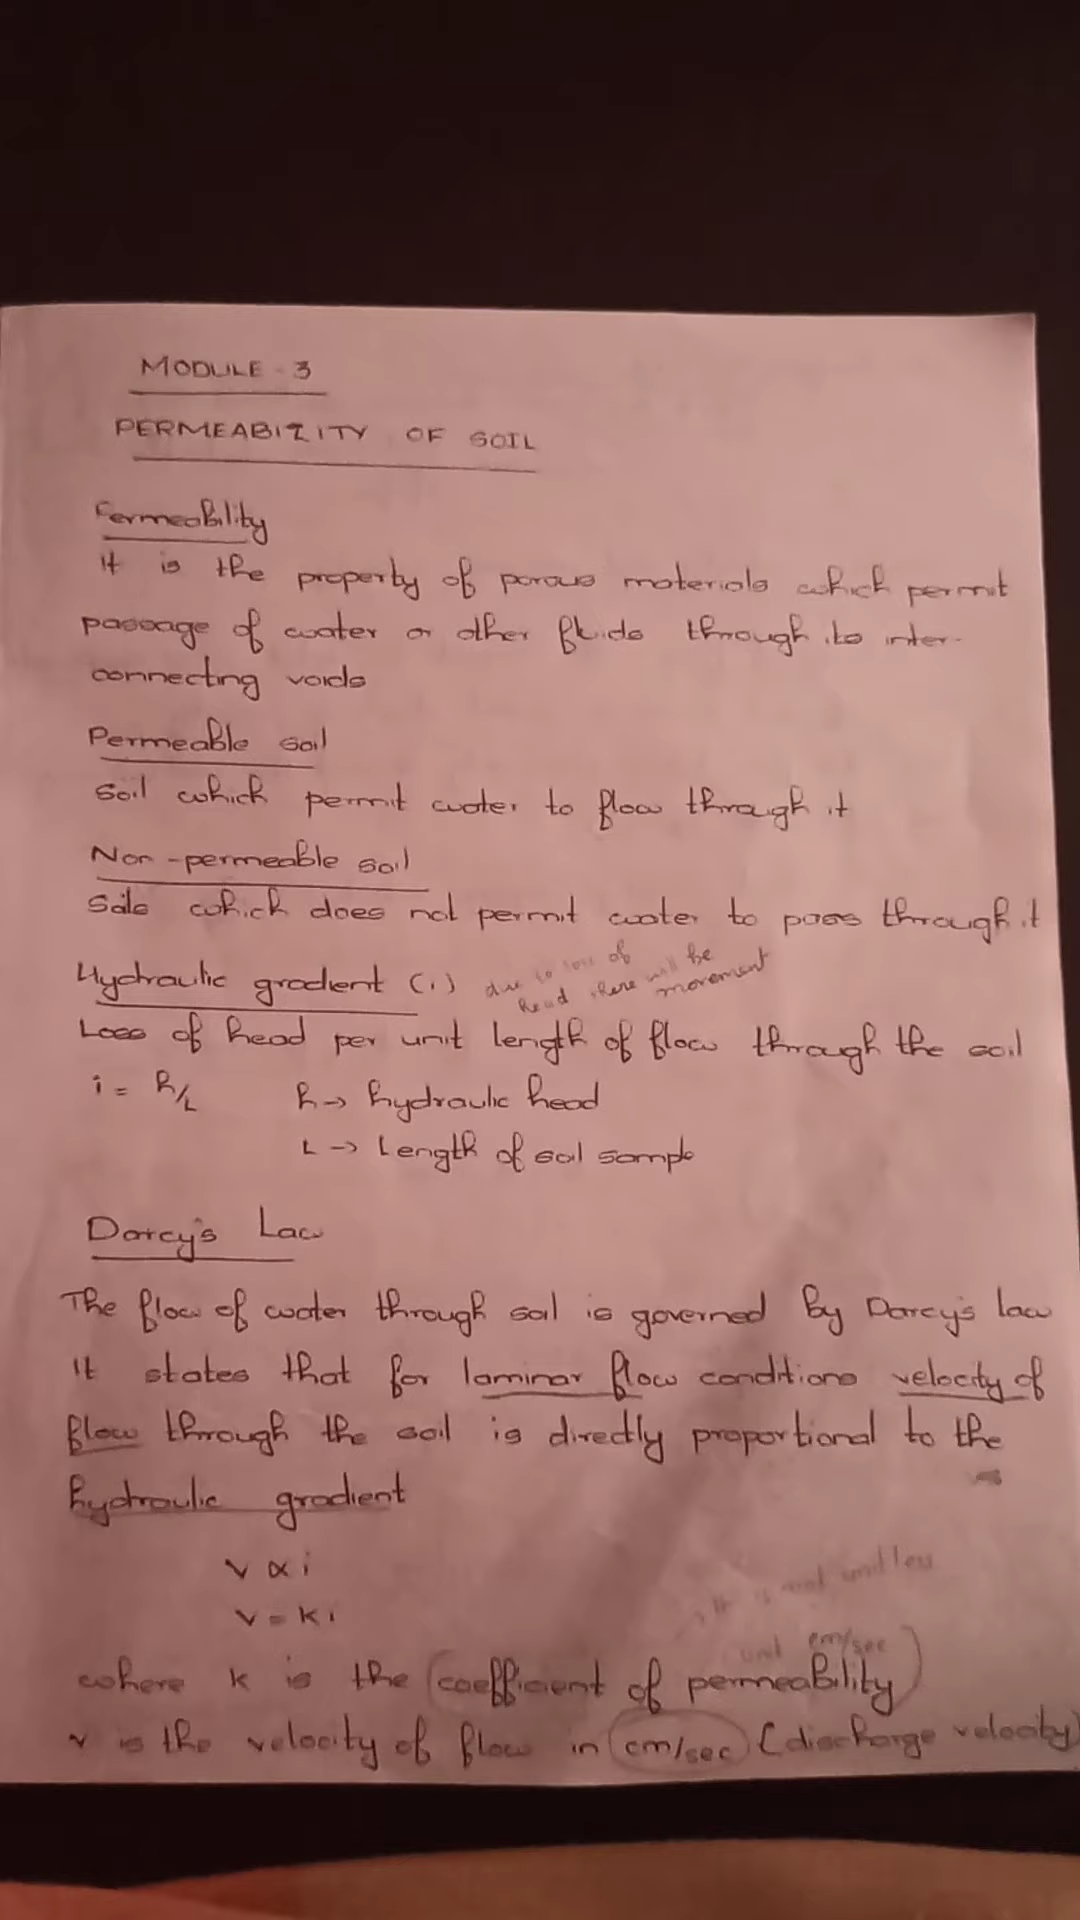 MODULE - 3
PERMEABILITY OF SOIL
Permeability
It is the property of porous materials which permit
passage of water or other fluids through its inter-
connecting voids
Permeable soil
Soil which permit water to flow through it
Non-permeable soil
Soils which does not permit water to pass through it
Hydraulic gradient (i) due to loss of
head there will be
movement
Loss of head per unit length of flow through the soil
i = h/L h → hydraulic head
L → Length of soil sample
Darcy's Law
The flow of water through soil is governed by Darcy's law
It states that for laminar flow conditions velocity of
flow through the soil is directly proportional to the
hydraulic gradient
v ∝ i
v = ki
it is not unitless
unit cm/sec
where k is the (coefficient of permeability)
v is the velocity of flow in cm/sec (discharge velocity)